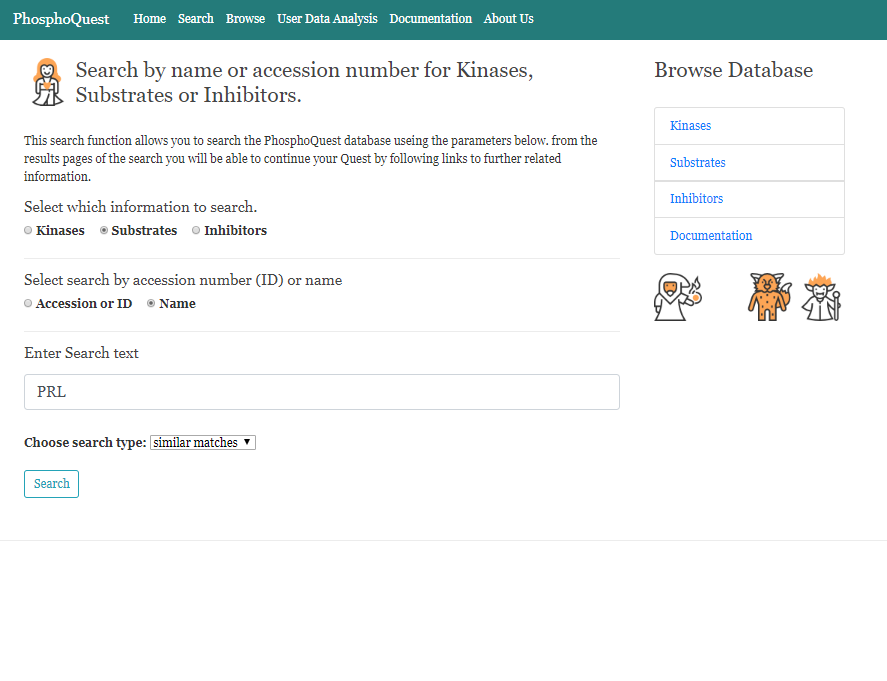 PhosphoQuest Home Search Browse User Data Analysis Documentation About Us
Search by name or accession number for Kinases,
Substrates or Inhibitors.
This search function allows you to search the PhosphoQuest database useing the parameters below. from the
results pages of the search you will be able to continue your Quest by following links to further related
information.
Select which information to search.
Kinases Substrates Inhibitors
Select search by accession number (ID) or name
Accession or ID Name
Enter Search text
PRL
Choose search type: similar matches
Search
Browse Database
Kinases
Substrates
Inhibitors
Documentation